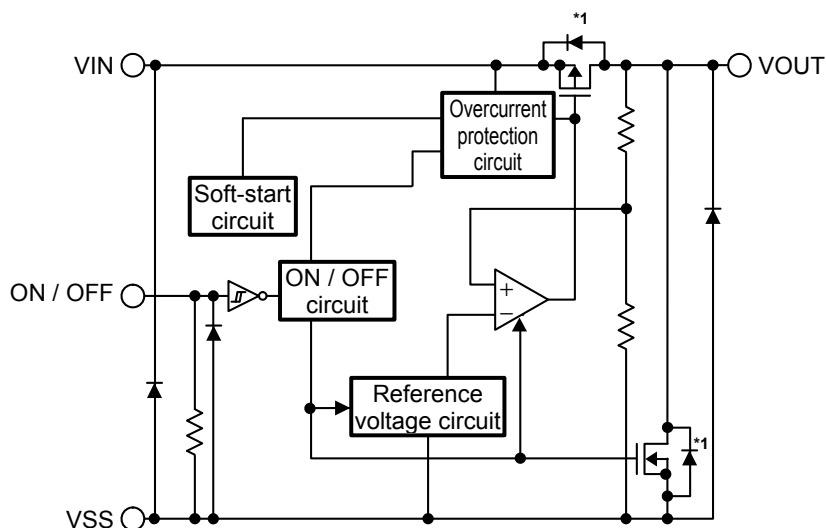 *1
VIN
VOUT
Overcurrent
protection
circuit
Soft-start
circuit
ON / OFF
ON / OFF
circuit
+
−
Reference
voltage circuit
*1
VSS